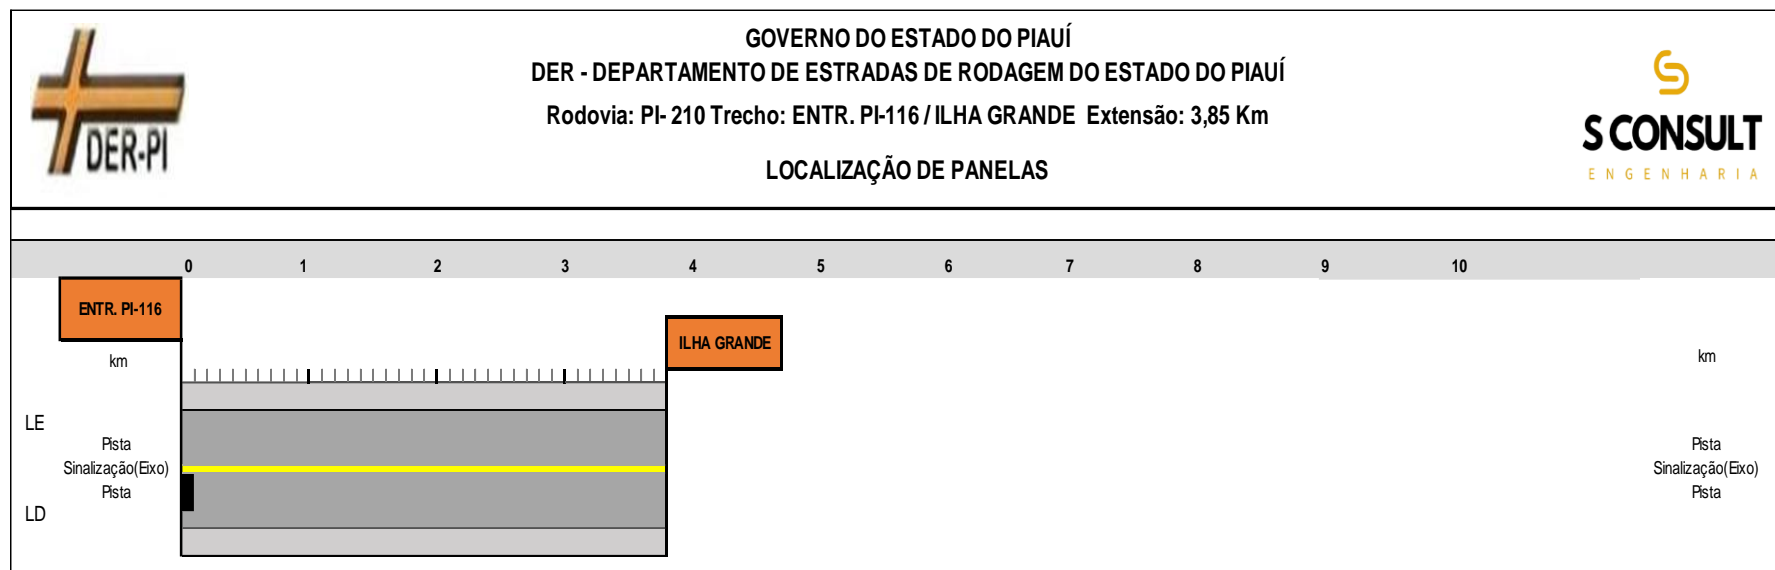 GOVERNO DO ESTADO DO PIAUÍ
DER - DEPARTAMENTO DE ESTRADAS DE RODAGEM DO ESTADO DO PIAUÍ
Rodovia: PI- 210 Trecho: ENTR. PI-116 / ILHA GRANDE Extensão: 3,85 Km
LOCALIZAÇÃO DE PANELAS
DER-PI
S CONSULT
ENGENHARIA
0 1 2 3 4 5 6 7 8 9 10
ENTR. PI-116
ILHA GRANDE
km km
LE
Pista Pista
Sinalização(Eixo) Sinalização(Eixo)
Pista Pista
LD